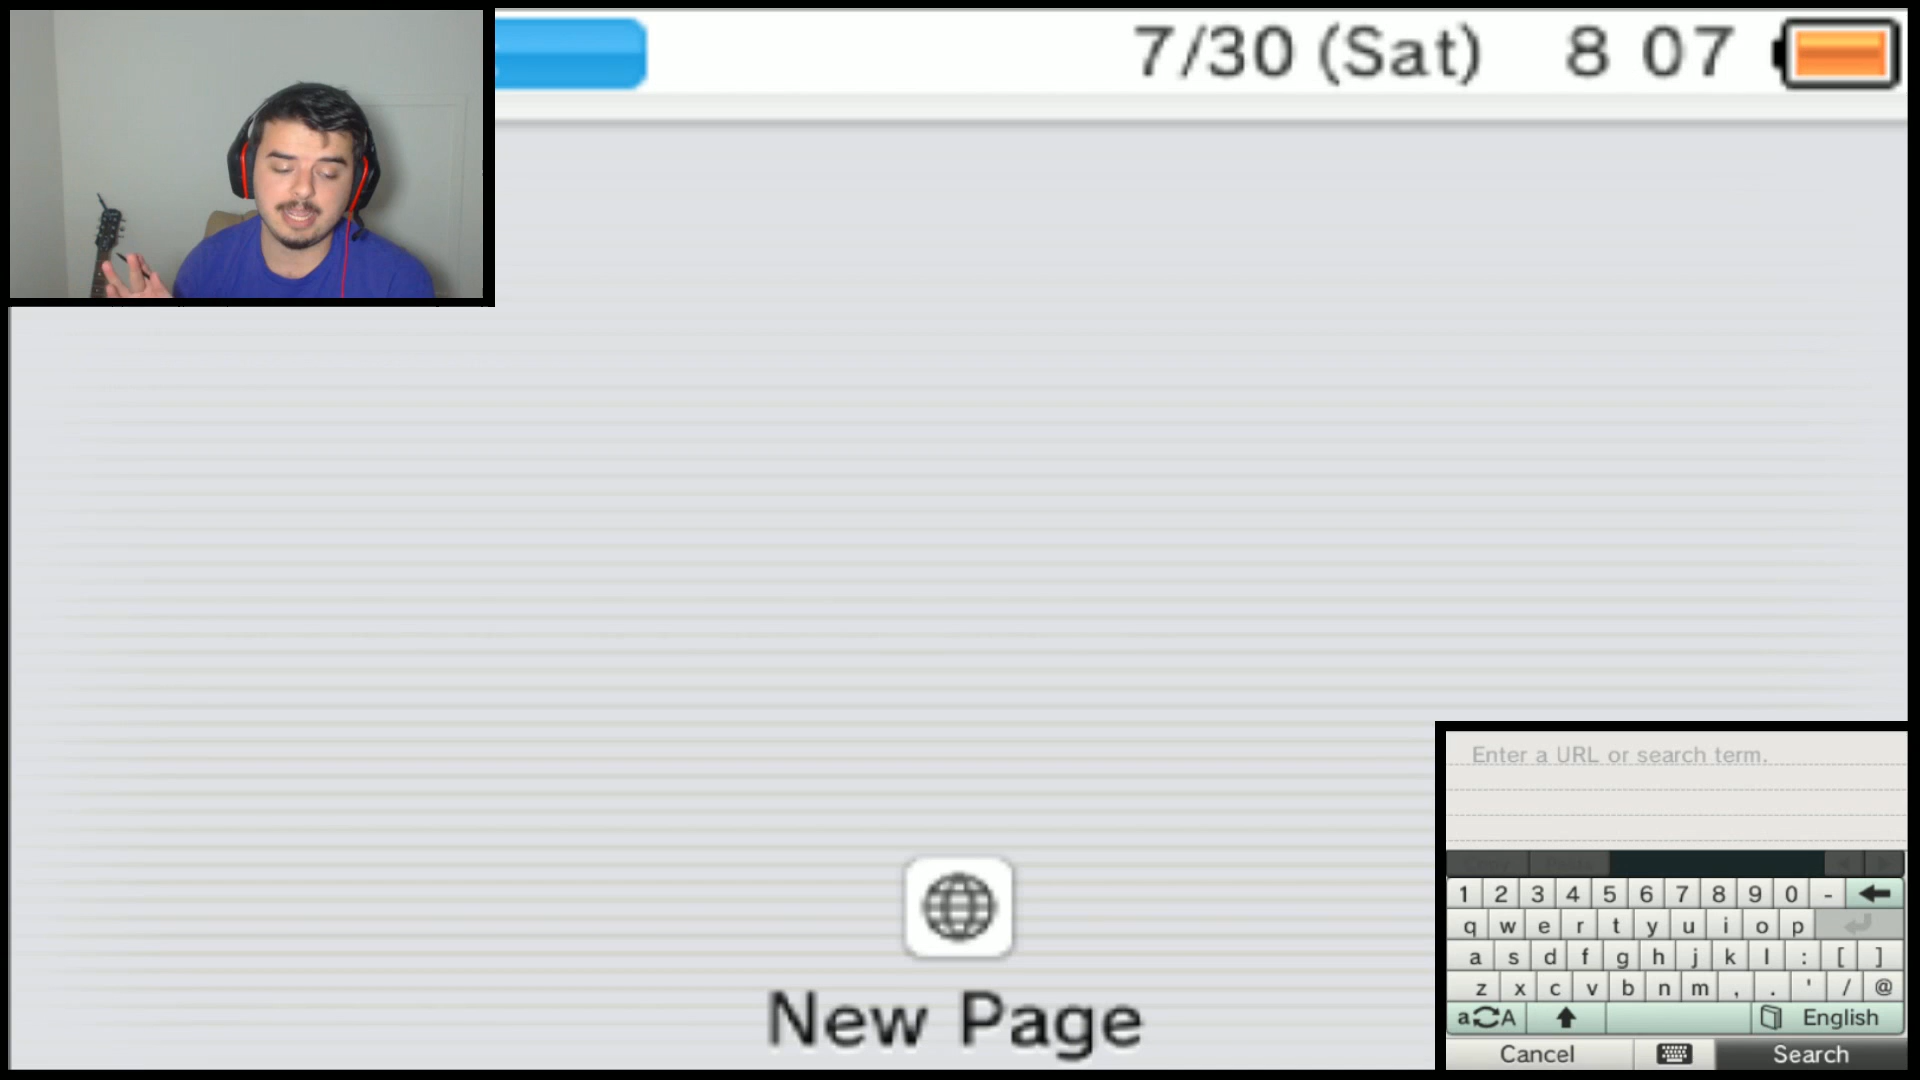 7/30 (Sat) 8 07
New Page
Enter a URL or search term.
1 2 3 4 5 6 7 8 9 0 -
q w e r t y u i o p
a s d f g h j k l : [ ]
z x c v b n m , . ' / @
a A English
Cancel Search